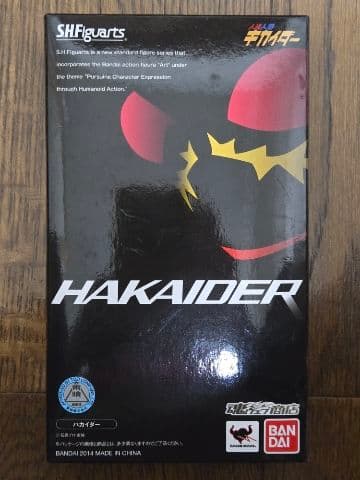 S.H.Figuarts
人造人間
キカイダー
S.H.Figuarts is a new standard figure series that
incorporates the Bandai action figure "Art" under
the theme "Pursuing Character Expression
through Humanoid Action."
HAKAIDER
魂ウェブ商店
ハカイダー
BANDAI 2014 MADE IN CHINA
BAN
DAI